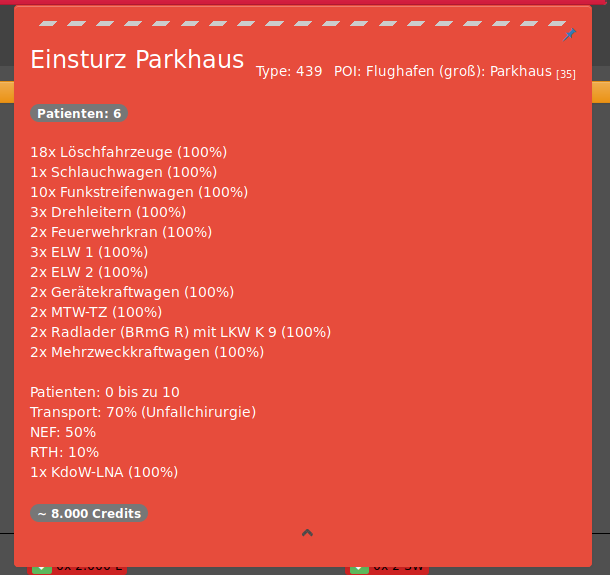 Einsturz Parkhaus Type: 439 POI: Flughafen (groß): Parkhaus [35]
Patienten: 6
18x Löschfahrzeuge (100%)
1x Schlauchwagen (100%)
10x Funkstreifenwagen (100%)
3x Drehleitern (100%)
2x Feuerwehrkran (100%)
3x ELW 1 (100%)
2x ELW 2 (100%)
2x Gerätekraftwagen (100%)
2x MTW-TZ (100%)
2x Radlader (BRmG R) mit LKW K 9 (100%)
2x Mehrzweckkraftwagen (100%)
Patienten: 0 bis zu 10
Transport: 70% (Unfallchirurgie)
NEF: 50%
RTH: 10%
1x KdoW-LNA (100%)
~ 8.000 Credits